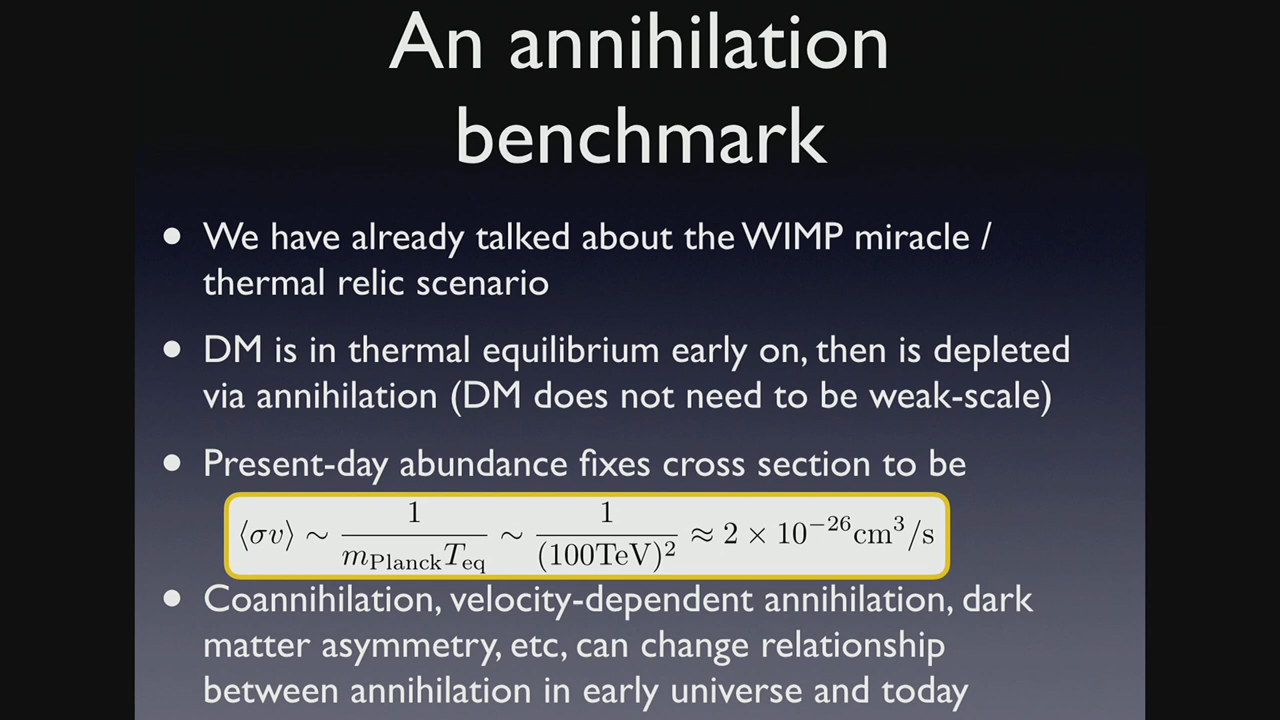 An annihilation
benchmark
• We have already talked about the WIMP miracle /
thermal relic scenario
• DM is in thermal equilibrium early on, then is depleted
via annihilation (DM does not need to be weak-scale)
• Present-day abundance fixes cross section to be
⟨σv⟩ ∼ 1/(m_Planck T_eq) ∼ 1/(100TeV)² ≈ 2 × 10⁻²⁶cm³/s
• Coannihilation, velocity-dependent annihilation, dark
matter asymmetry, etc, can change relationship
between annihilation in early universe and today